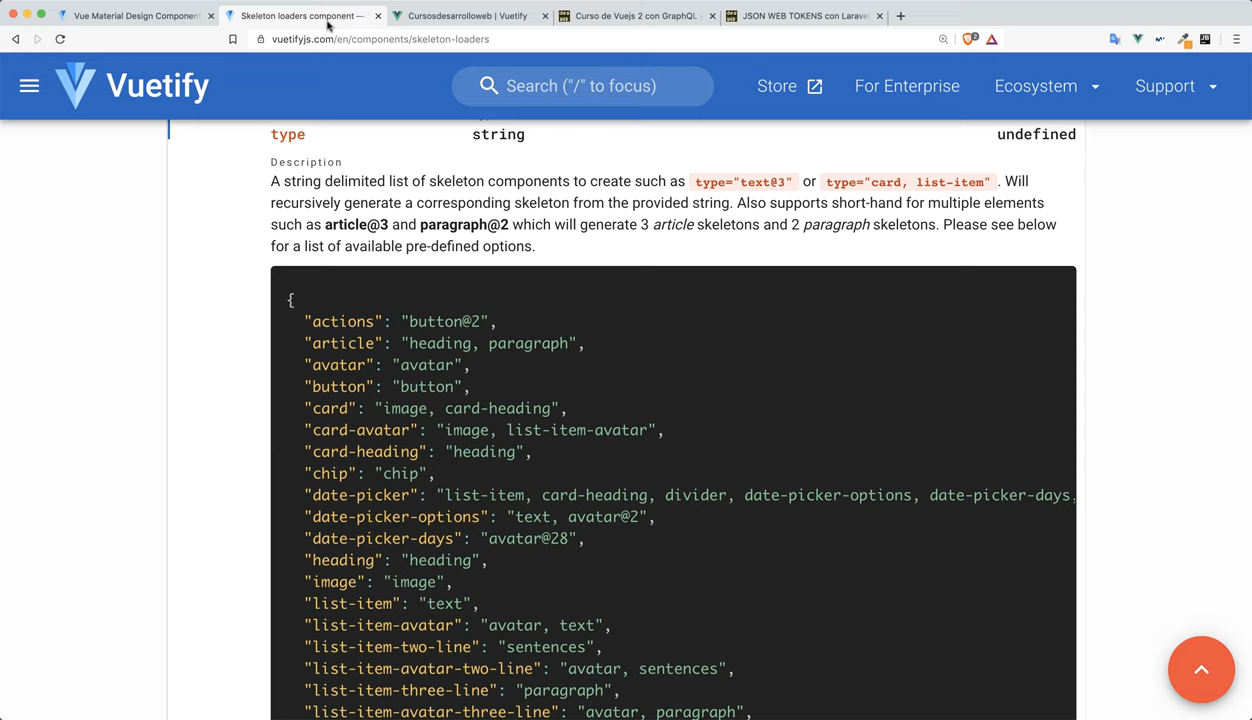 Vue Material Design Component
Skeleton loaders component —
Cursosdesarrolloweb | Vuetify
Curso de Vuejs 2 con GraphQL y
JSON WEB TOKENS con Laravel
vuetifyjs.com/en/components/skeleton-loaders
Vuetify
Search ("/" to focus)
Store
For Enterprise
Ecosystem
Support
type string undefined
Description
A string delimited list of skeleton components to create such as type="text@3" or type="card, list-item" . Will
recursively generate a corresponding skeleton from the provided string. Also supports short-hand for multiple elements
such as article@3 and paragraph@2 which will generate 3 article skeletons and 2 paragraph skeletons. Please see below
for a list of available pre-defined options.
{
"actions": "button@2",
"article": "heading, paragraph",
"avatar": "avatar",
"button": "button",
"card": "image, card-heading",
"card-avatar": "image, list-item-avatar",
"card-heading": "heading",
"chip": "chip",
"date-picker": "list-item, card-heading, divider, date-picker-options, date-picker-days,
"date-picker-options": "text, avatar@2",
"date-picker-days": "avatar@28",
"heading": "heading",
"image": "image",
"list-item": "text",
"list-item-avatar": "avatar, text",
"list-item-two-line": "sentences",
"list-item-avatar-two-line": "avatar, sentences",
"list-item-three-line": "paragraph",
"list-item-avatar-three-line": "avatar, paragraph",